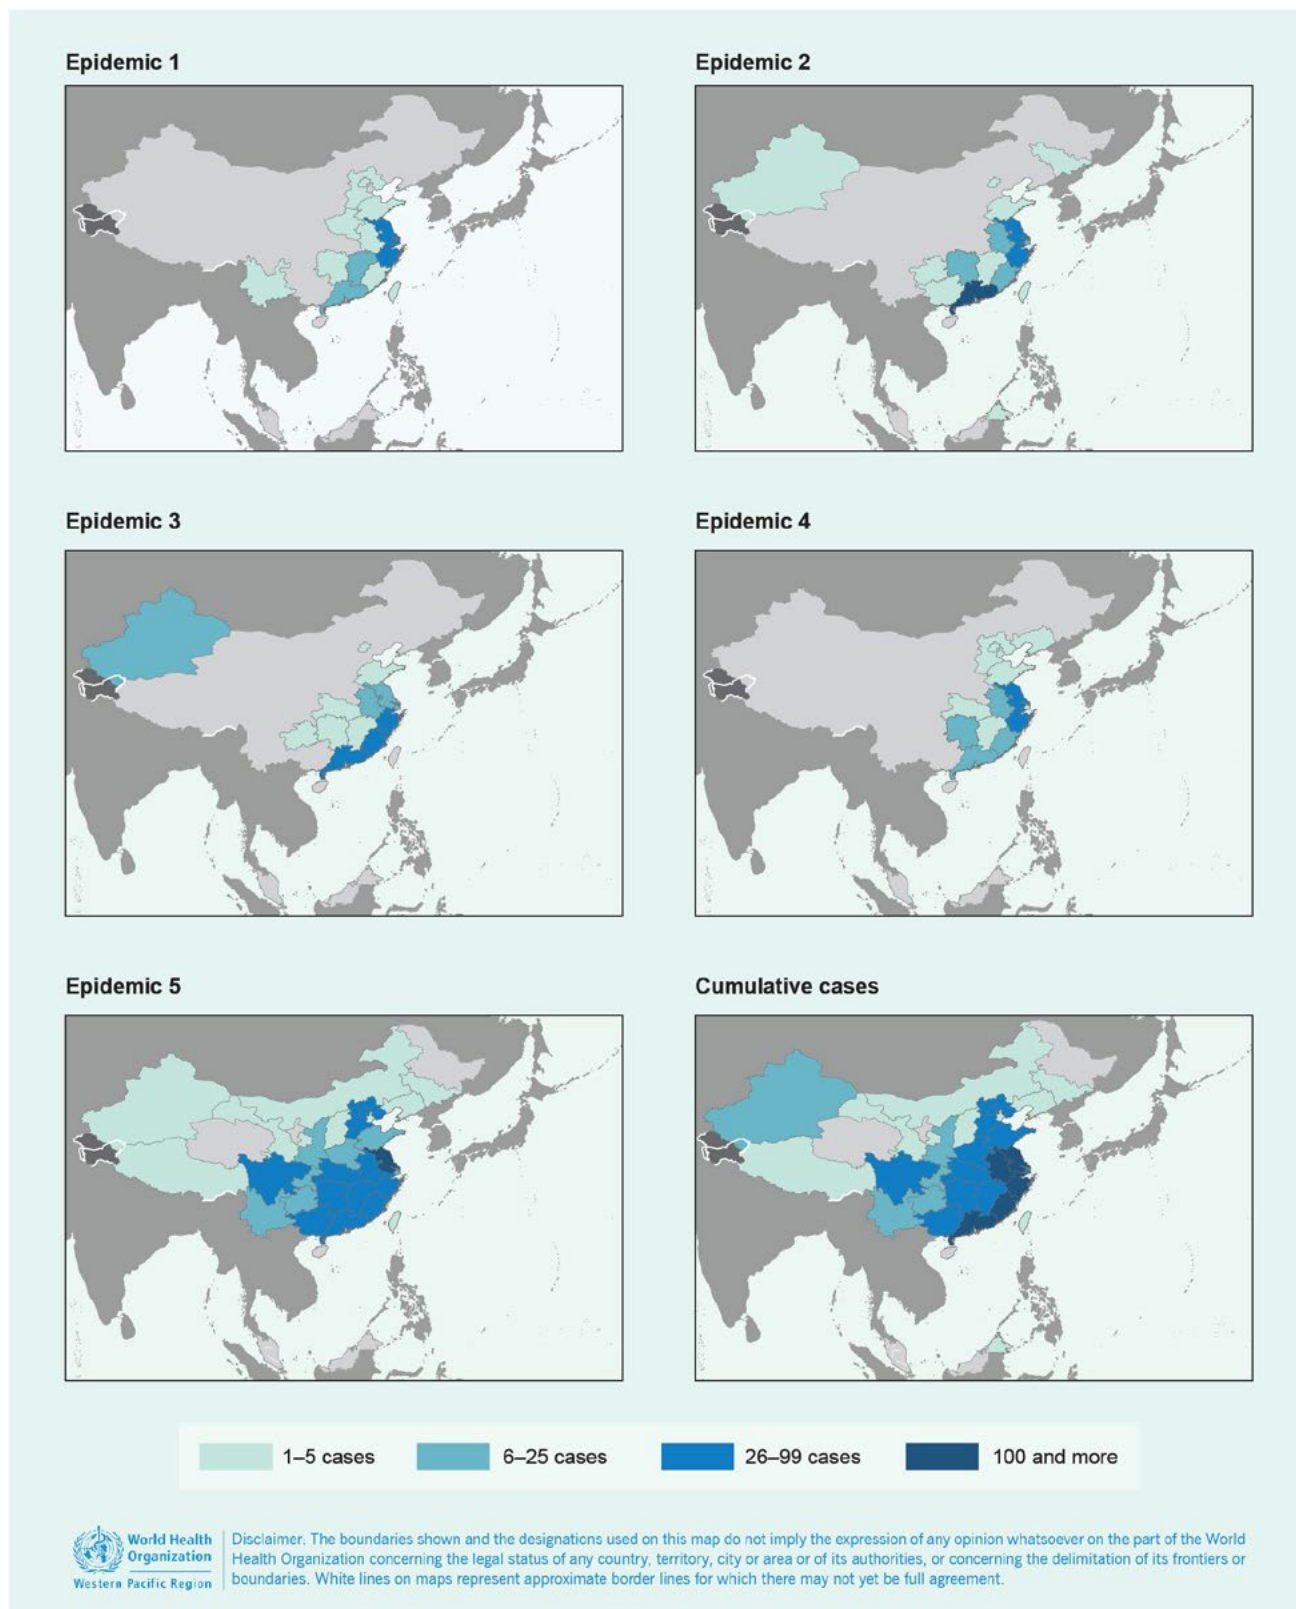 Epidemic 1
Epidemic 2
Epidemic 3
Epidemic 4
Epidemic 5
Cumulative cases
1–5 cases
6–25 cases
26–99 cases
100 and more
World Health
Organization
Western Pacific Region
Disclaimer: The boundaries shown and the designations used on this map do not imply the expression of any opinion whatsoever on the part of the World
Health Organization concerning the legal status of any country, territory, city or area or of its authorities, or concerning the delimitation of its frontiers or
boundaries. White lines on maps represent approximate border lines for which there may not yet be full agreement.